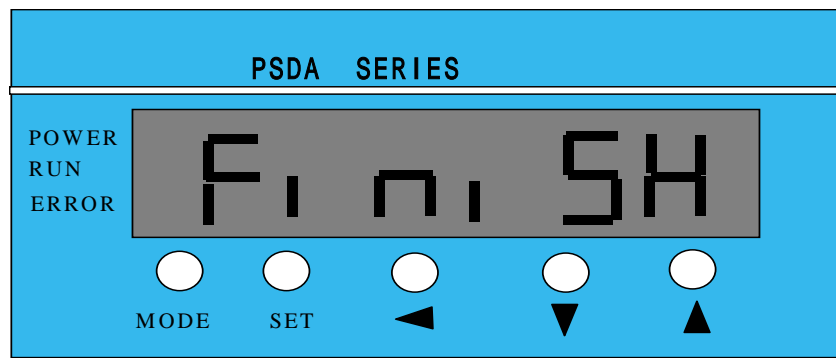 PSDA SERIES
POWER
RUN
ERROR
Fini SH
MODE SET